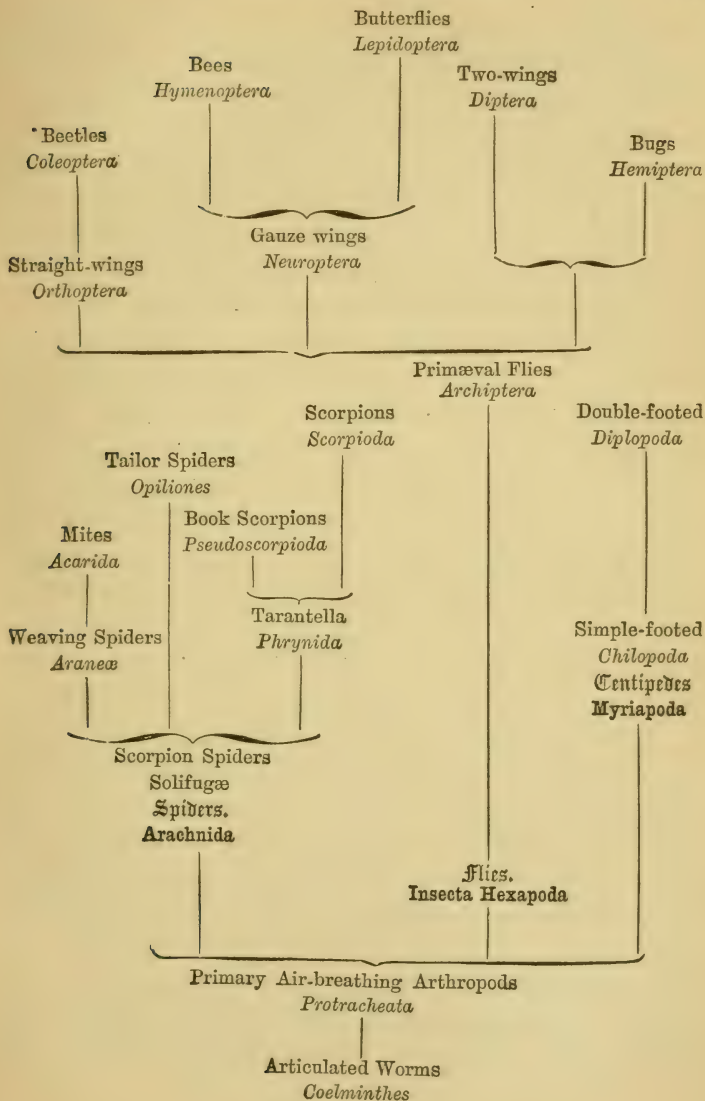 Butterflies
Lepidoptera
Bees
Hymenoptera
Two-wings
Diptera
Beetles
Coleoptera
Bugs
Hemiptera
Gauze wings
Neuroptera
Straight-wings
Orthoptera
Primæval Flies
Archiptera
Scorpions
Scorpioda
Double-footed
Diplopoda
Tailor Spiders
Opiliones
Book Scorpions
Pseudoscorpioda
Mites
Acarida
Tarantella
Phrynida
Weaving Spiders
Araneæ
Simple-footed
Chilopoda
Centipedes
Myriapoda
Scorpion Spiders
Solifugæ
Spiders.
Arachnida
Flies.
Insecta Hexapoda
Primary Air-breathing Arthropods
Protracheata
Articulated Worms
Coelminthes